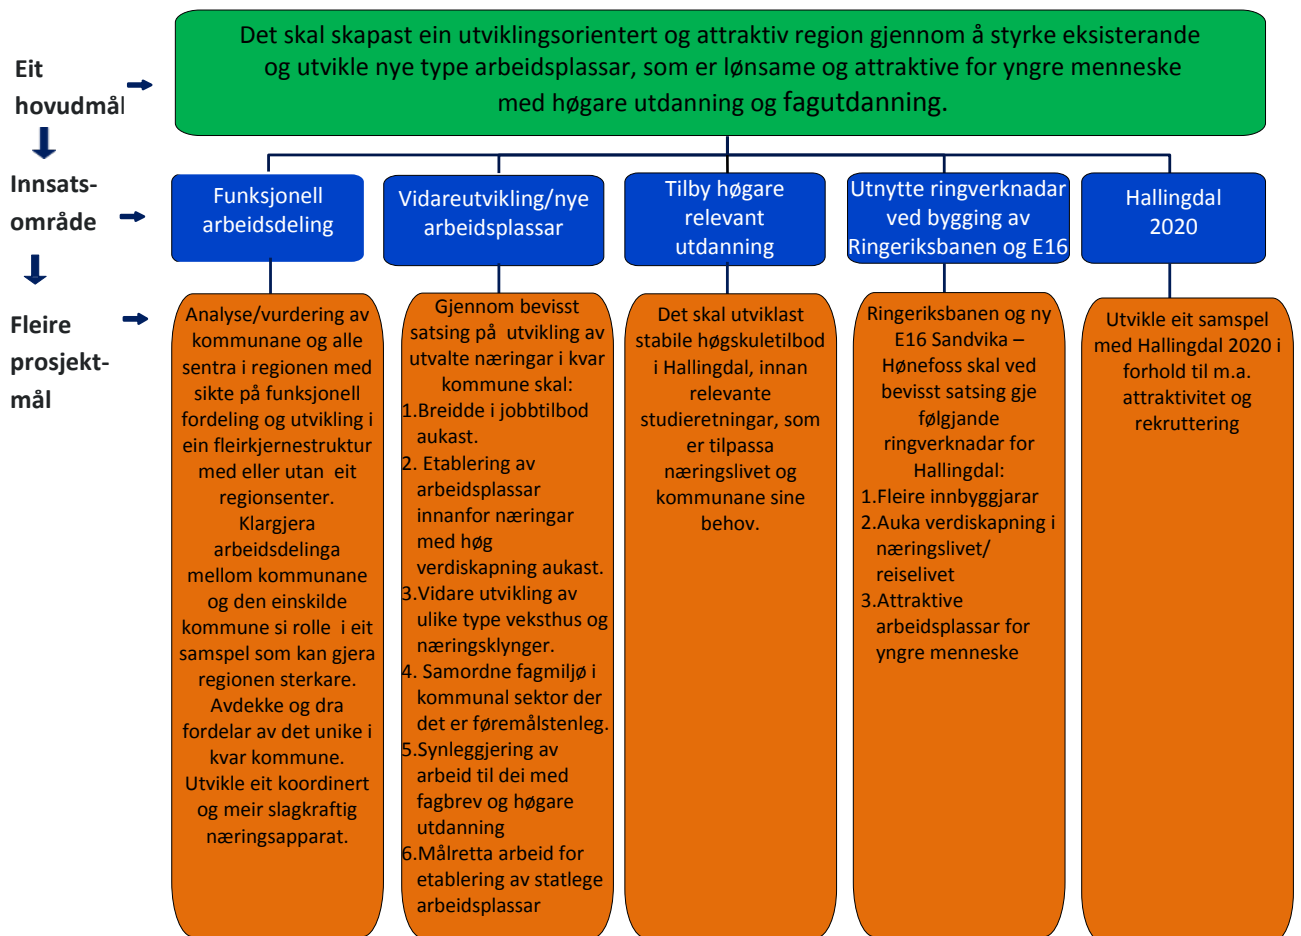 Eit
hovudmål
Det skal skapast ein utviklingsorientert og attraktiv region gjennom å styrke eksisterande
og utvikle nye type arbeidsplassar, som er lønsame og attraktive for yngre menneske
med høgare utdanning og fagutdanning.
Innsats-
område
Funksjonell
arbeidsdeling
Vidareutvikling/nye
arbeidsplassar
Tilby høgare
relevant
utdanning
Utnytte ringverknadar
ved bygging av
Ringeriksbanen og E16
Hallingdal
2020
Fleire
prosjekt-
mål
Analyse/vurdering av
kommunane og alle
sentra i regionen med
sikte på funksjonell
fordeling og utvikling i
ein fleirkjernestruktur
med eller utan eit
regionsenter.
Klargjera
arbeidsdelinga
mellom kommunane
og den einskilde
kommune si rolle i eit
samspel som kan gjera
regionen sterkare.
Avdekke og dra
fordelar av det unike i
kvar kommune.
Utvikle eit koordinert
og meir slagkraftig
næringsapparat.
Gjennom bevisst
satsing på utvikling av
utvalte næringar i kvar
kommune skal:
1.Breidde i jobbtilbod
aukast.
2. Etablering av
arbeidsplassar
innanfor næringar
med høg
verdiskapning aukast.
3.Vidare utvikling av
ulike type veksthus og
næringsklynger.
4. Samordne fagmiljø i
kommunal sektor der
det er føremålstenleg.
5.Synleggjering av
arbeid til dei med
fagbrev og høgare
utdanning
6.Målretta arbeid for
etablering av statlege
arbeidsplassar
Det skal utviklast
stabile høgskuletilbod
i Hallingdal, innan
relevante
studieretningar, som
er tilpassa
næringslivet og
kommunane sine
behov.
Ringeriksbanen og ny
E16 Sandvika –
Hønefoss skal ved
bevisst satsing gje
følgjande
ringverknadar for
Hallingdal:
1.Fleire innbyggjarar
2.Auka verdiskapning i
næringslivet/
reiselivet
3.Attraktive
arbeidsplassar for
yngre menneske
Utvikle eit samspel
med Hallingdal 2020 i
forhold til m.a.
attraktivitet og
rekruttering